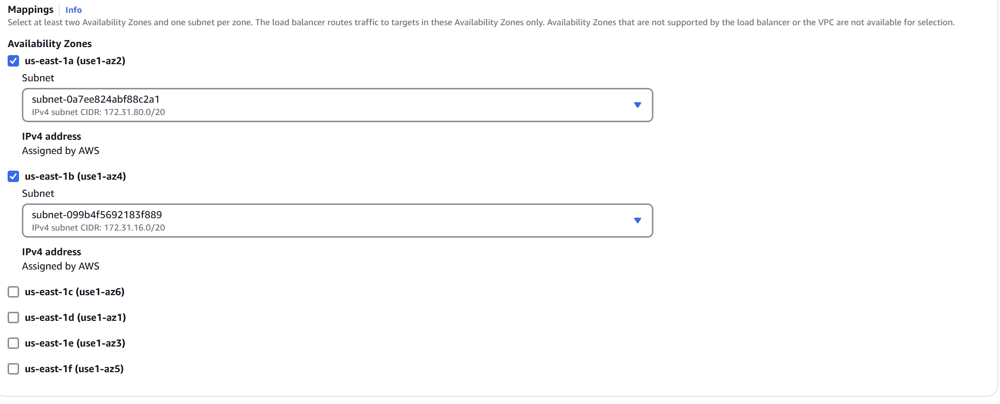 Mappings Info
Select at least two Availability Zones and one subnet per zone. The load balancer routes traffic to targets in these Availability Zones only. Availability Zones that are not supported by the load balancer or the VPC are not available for selection.
Availability Zones
us-east-1a (use1-az2)
Subnet
subnet-0a7ee824abf88c2a1
IPv4 subnet CIDR: 172.31.80.0/20
IPv4 address
Assigned by AWS
us-east-1b (use1-az4)
Subnet
subnet-099b4f5692183f889
IPv4 subnet CIDR: 172.31.16.0/20
IPv4 address
Assigned by AWS
us-east-1c (use1-az6)
us-east-1d (use1-az1)
us-east-1e (use1-az3)
us-east-1f (use1-az5)